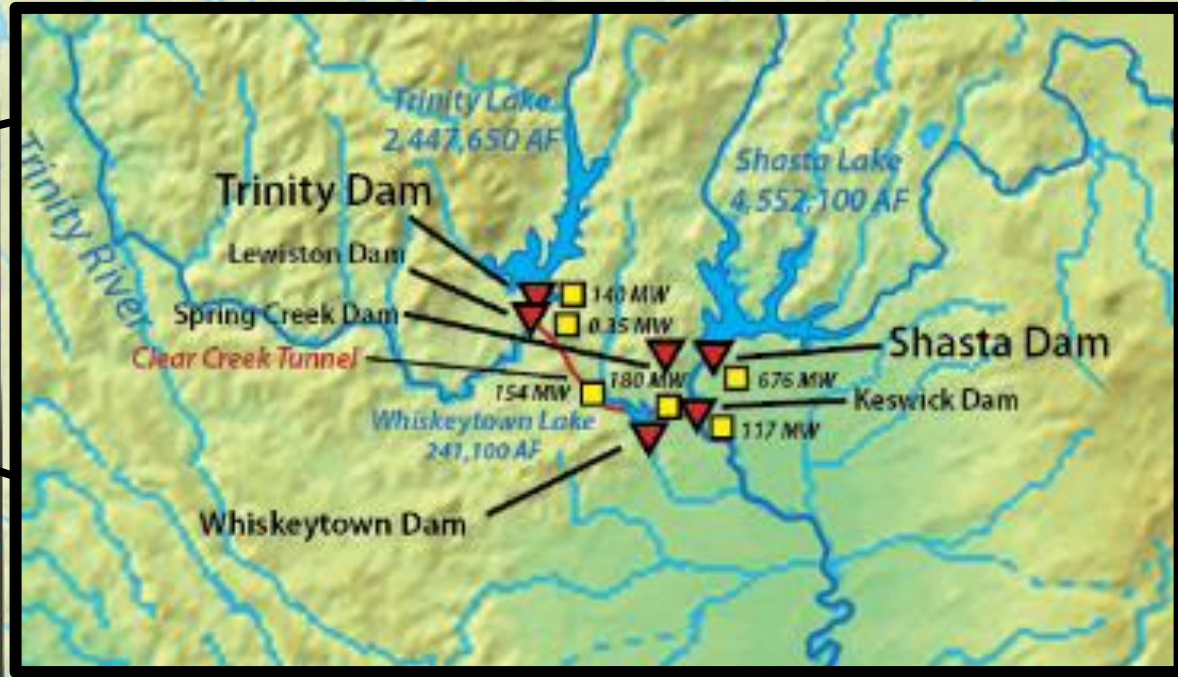 Trinity Lake
2,447,650 AF
Shasta Lake
4,552,100 AF
Trinity River
Trinity Dam
Lewiston Dam
140 MW
Spring Creek Dam
0.35 MW
Clear Creek Tunnel
Shasta Dam
154 MW
180 MW
676 MW
Keswick Dam
Whiskeytown Lake
241,100 AF
117 MW
Whiskeytown Dam